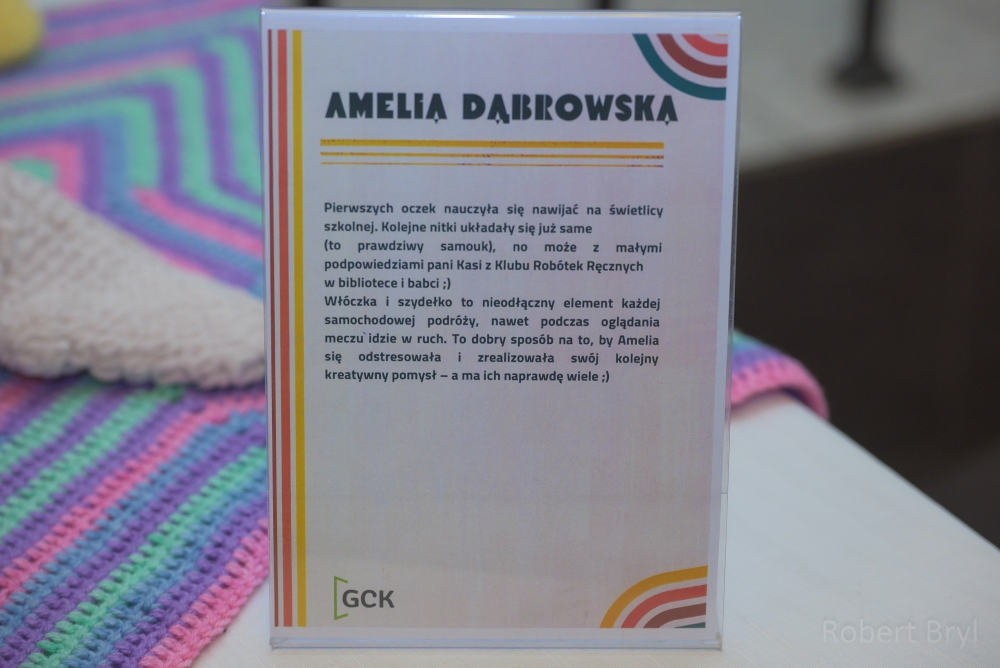 AMELIĄ DĄBROWSKĄ
Pierwszych oczek nauczyła się nawijać na świetlicy
szkolnej. Kolejne nitki układały się już same
(to prawdziwy samouk), no może z małymi
podpowiedziami pani Kasi z Klubu Robótek Ręcznych
w bibliotece i babci ;)
Włóczka i szydełko to nieodłączny element każdej
samochodowej podróży, nawet podczas oglądania
meczu idzie w ruch. To dobry sposób na to, by Amelia
się odstresowała i zrealizowała swój kolejny
kreatywny pomysł – a ma ich naprawdę wiele ;)
GCK
Robert Bryl